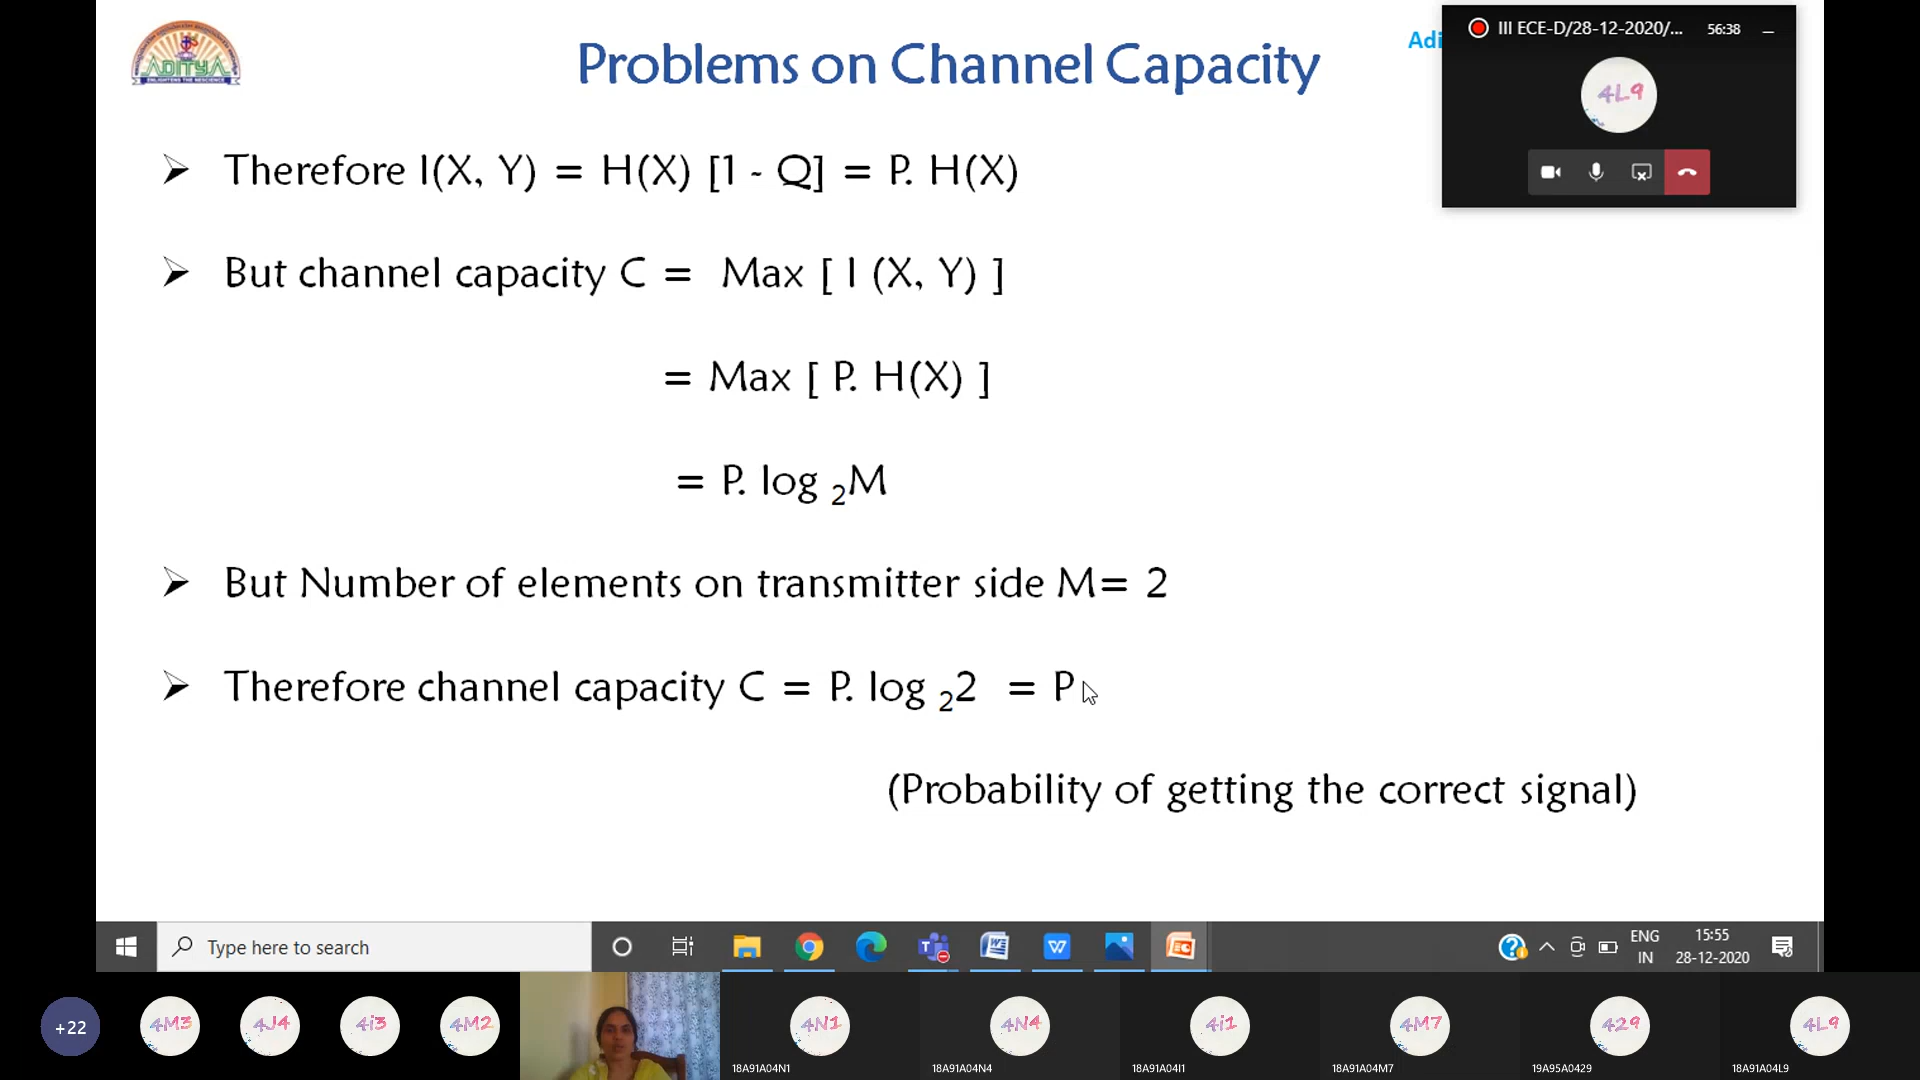 ADITYA
Problems on Channel Capacity
Adi
III ECE-D/28-12-2020/...
56:38
4L9
➢ Therefore I(X, Y) = H(X) [1 - Q] = P. H(X)
➢ But channel capacity C = Max [ I (X, Y) ]
= Max [ P. H(X) ]
= P. log 2M
➢ But Number of elements on transmitter side M= 2
➢ Therefore channel capacity C = P. log 22 = P
(Probability of getting the correct signal)
Type here to search
ENG
IN
15:55
28-12-2020
+22
4M3
4J4
4i3
4M2
4N1
4N4
4i1
4M7
429
4L9
18A91A04N1
18A91A04N4
18A91A04I1
18A91A04M7
19A95A0429
18A91A04L9